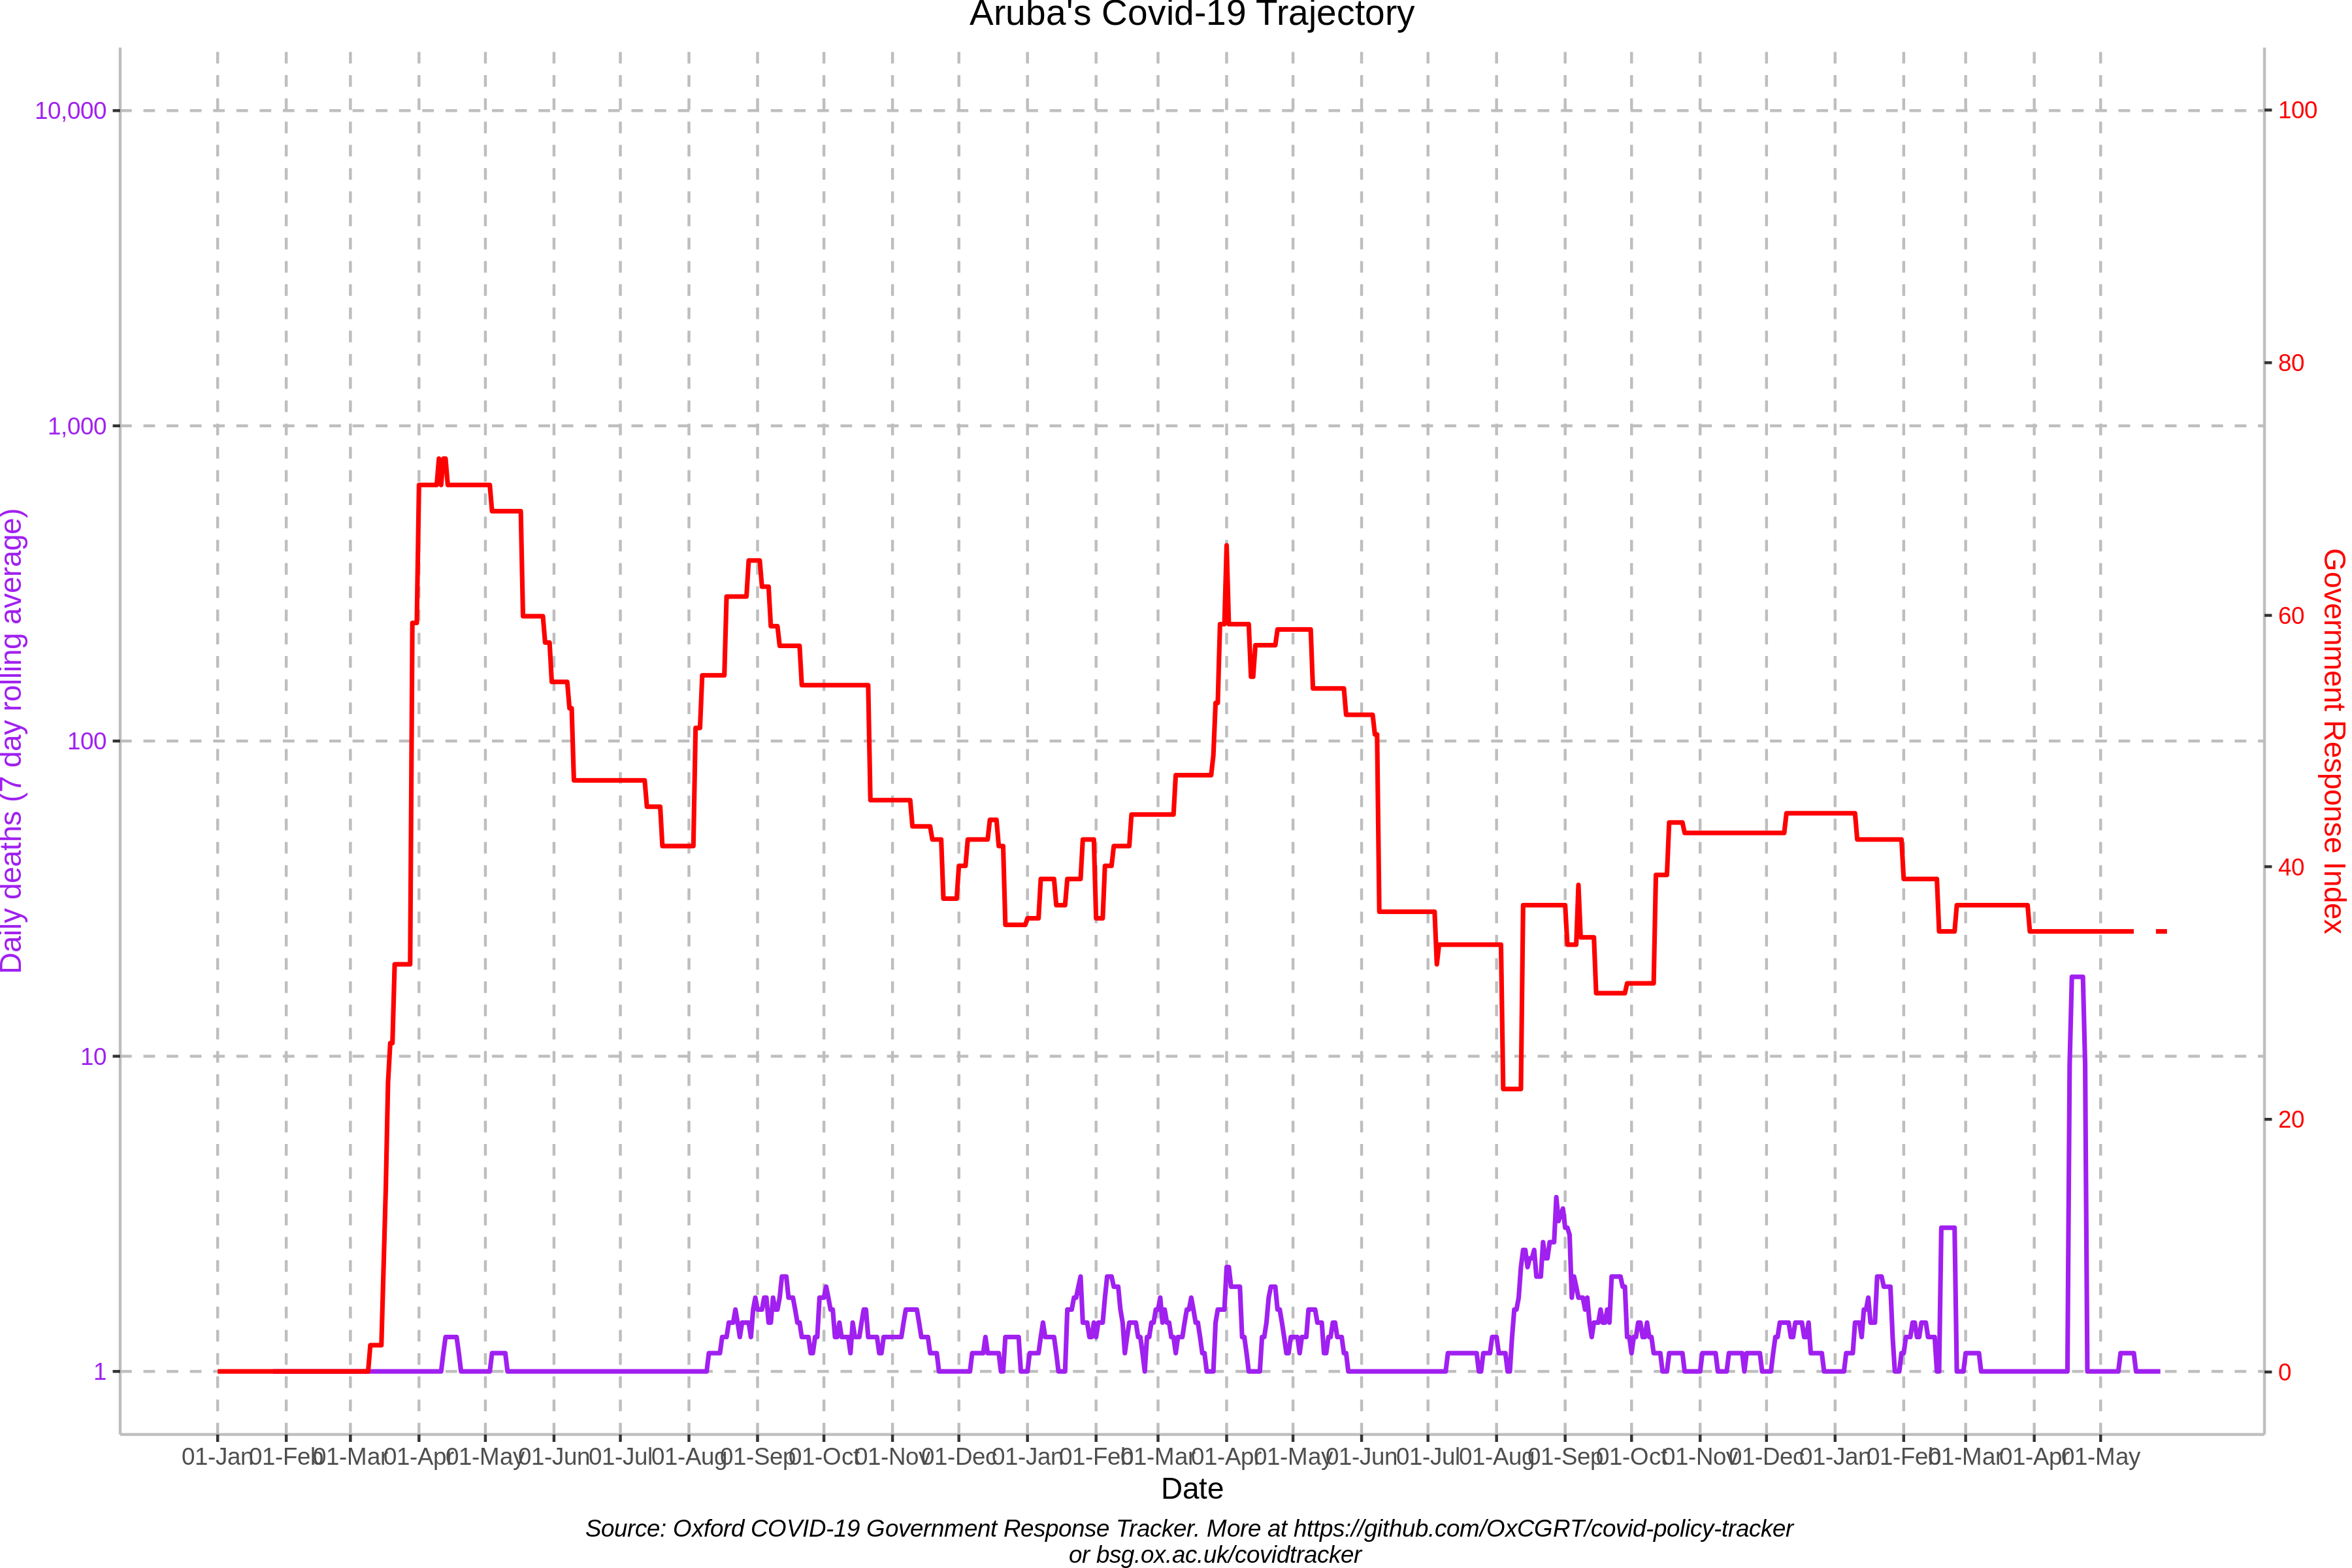 Aruba's Covid-19 Trajectory
Daily deaths (7 day rolling average)
10,000
1,000
100
10
1
Government Response Index
100
80
60
40
20
0
01-Jan 01-Feb 01-Mar 01-Apr 01-May 01-Jun 01-Jul 01-Aug 01-Sep 01-Oct 01-Nov 01-Dec 01-Jan 01-Feb 01-Mar 01-Apr 01-May 01-Jun 01-Jul 01-Aug 01-Sep 01-Oct 01-Nov 01-Dec 01-Jan 01-Feb 01-Mar 01-Apr 01-May
Date
Source: Oxford COVID-19 Government Response Tracker. More at https://github.com/OxCGRT/covid-policy-tracker
or bsg.ox.ac.uk/covidtracker